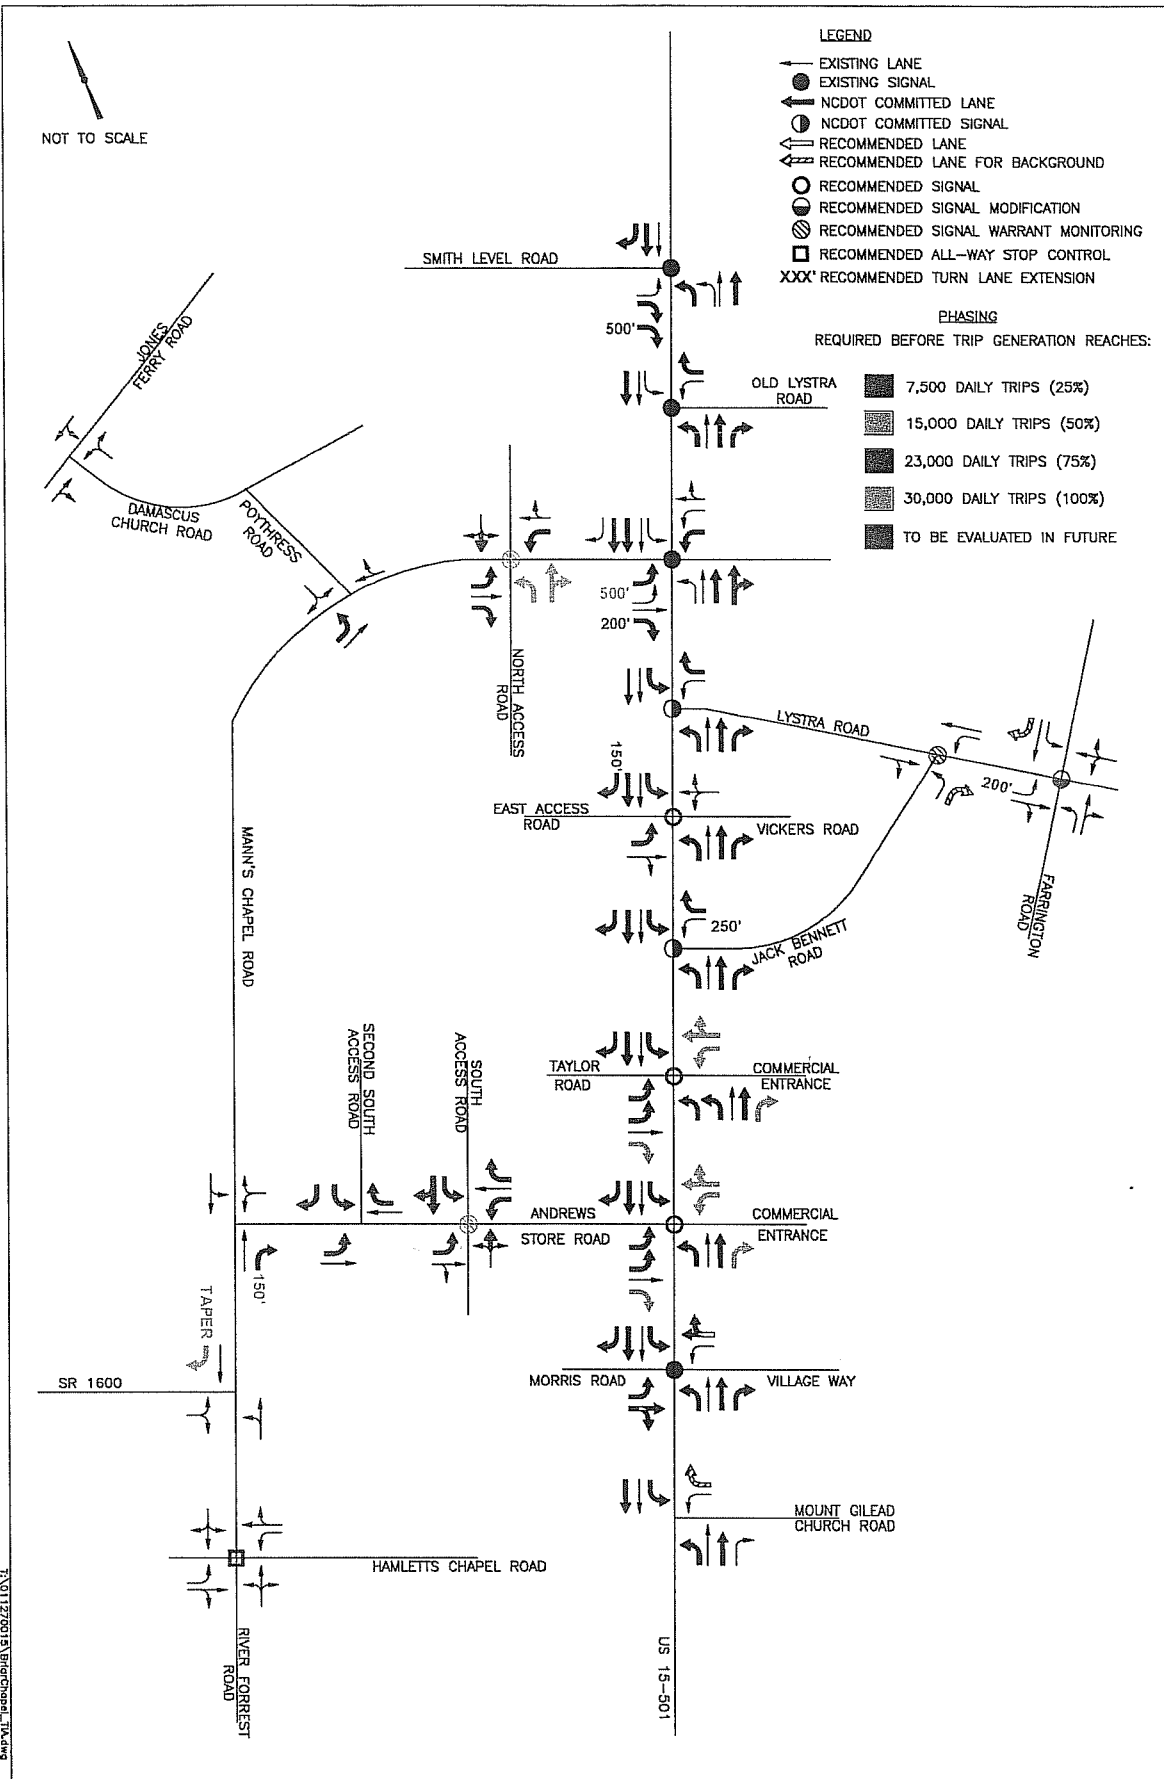 LEGEND
EXISTING LANE
EXISTING SIGNAL
NCDOT COMMITTED LANE
NCDOT COMMITTED SIGNAL
RECOMMENDED LANE
RECOMMENDED LANE FOR BACKGROUND
RECOMMENDED SIGNAL
RECOMMENDED SIGNAL MODIFICATION
RECOMMENDED SIGNAL WARRANT MONITORING
RECOMMENDED ALL-WAY STOP CONTROL
XXX' RECOMMENDED TURN LANE EXTENSION
PHASING
REQUIRED BEFORE TRIP GENERATION REACHES:
7,500 DAILY TRIPS (25%)
15,000 DAILY TRIPS (50%)
23,000 DAILY TRIPS (75%)
30,000 DAILY TRIPS (100%)
TO BE EVALUATED IN FUTURE
NOT TO SCALE
SMITH LEVEL ROAD
500'
JONES
FERRY ROAD
OLD LYSTRA
ROAD
DAMASCUS
CHURCH ROAD
POYTHRESS
ROAD
500'
200'
NORTH ACCESS
ROAD
LYSTRA ROAD
150'
200'
EAST ACCESS
ROAD
VICKERS ROAD
MANN'S CHAPEL ROAD
FARRINGTON
ROAD
250'
JACK BENNETT
ROAD
SECOND SOUTH
ACCESS ROAD
SOUTH
ACCESS ROAD
TAYLOR
ROAD
COMMERCIAL
ENTRANCE
ANDREWS
STORE ROAD
COMMERCIAL
ENTRANCE
150'
TAPER
SR 1600
MORRIS ROAD
VILLAGE WAY
MOUNT GILEAD
CHURCH ROAD
HAMLETTS CHAPEL ROAD
RIVER FORREST
ROAD
US 15-501
T:\011270015\BriarChapel_TIA.dwg